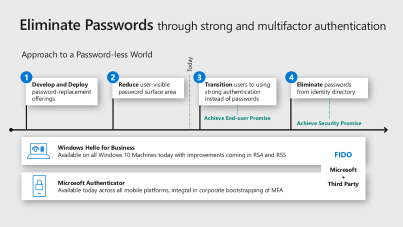 Eliminate Passwords through strong and multifactor authentication
Approach to a Password-less World
Today
1
Develop and Deploy
password-replacement
offerings
2
Reduce user-visible
password surface area
3
Transition users to using
strong authentication
instead of passwords
4
Eliminate passwords
from identity directory
Achieve End-user Promise
Achieve Security Promise
Windows Hello for Business
Available on all Windows 10 Machines today with improvements coming in RS4 and RS5
Microsoft Authenticator
Available today across all mobile platforms, integral in corporate bootstrapping of MFA
FIDO
Microsoft
+
Third Party